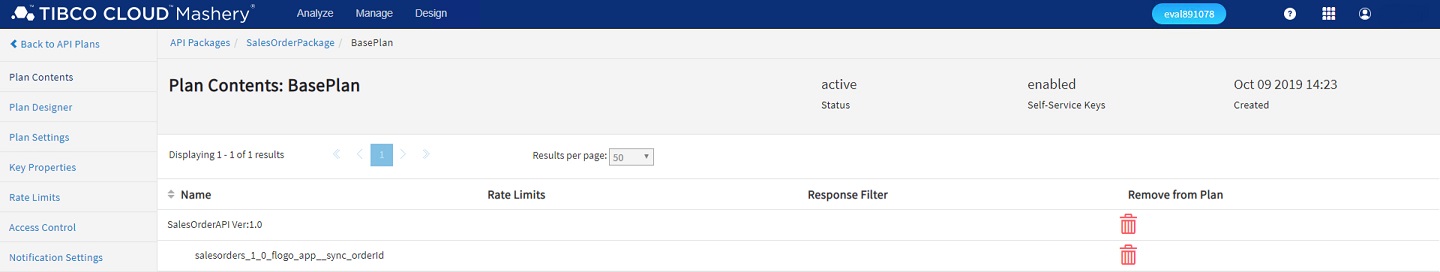 TIBCO CLOUD™ Mashery® Analyze Manage Design eval891078
Back to API Plans
Plan Contents
Plan Designer
Plan Settings
Key Properties
Rate Limits
Access Control
Notification Settings
API Packages / SalesOrderPackage / BasePlan
Plan Contents: BasePlan
active
Status
enabled
Self-Service Keys
Oct 09 2019 14:23
Created
Displaying 1 - 1 of 1 results 1 Results per page: 50
Name Rate Limits Response Filter Remove from Plan
SalesOrderAPI Ver:1.0
salesorders_1_0_flogo_app__sync_orderId